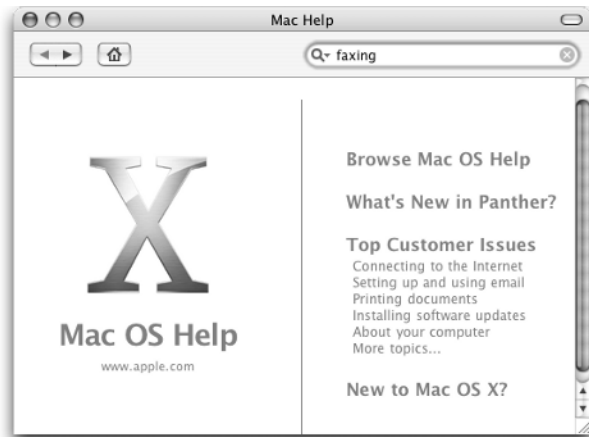 Mac Help
faxing
X
Mac OS Help
www.apple.com
Browse Mac OS Help
What's New in Panther?
Top Customer Issues
Connecting to the Internet
Setting up and using email
Printing documents
Installing software updates
About your computer
More topics...
New to Mac OS X?